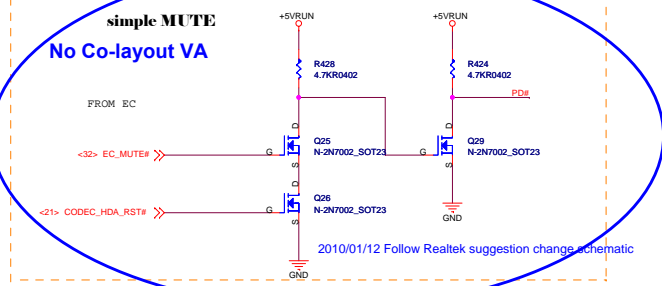 simple MUTE
No Co-layout VA
+5VRUN
+5VRUN
R428
4.7KR0402
R424
4.7KR0402
PD#
FROM EC
D
D
Q25
N-2N7002_SOT23
Q29
N-2N7002_SOT23
<32> EC_MUTE#
G
G
S
S
D
Q26
N-2N7002_SOT23
<21> CODEC_HDA_RST#
G
S
GND
2010/01/12 Follow Realtek suggestion change schematic
GND